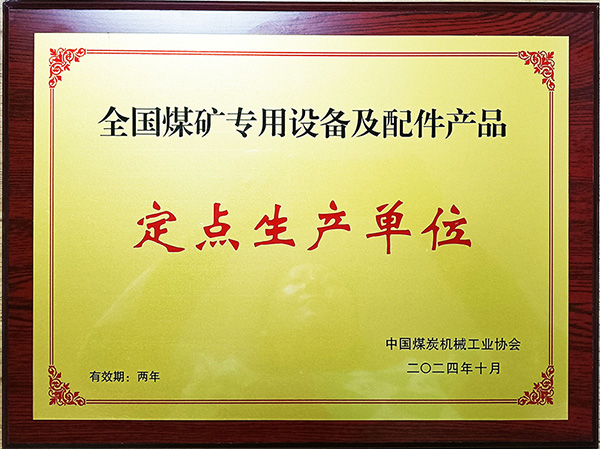 全国煤矿专用设备及配件产品
定点生产单位
中国煤炭机械工业协会
二〇二四年十月
有效期：两年